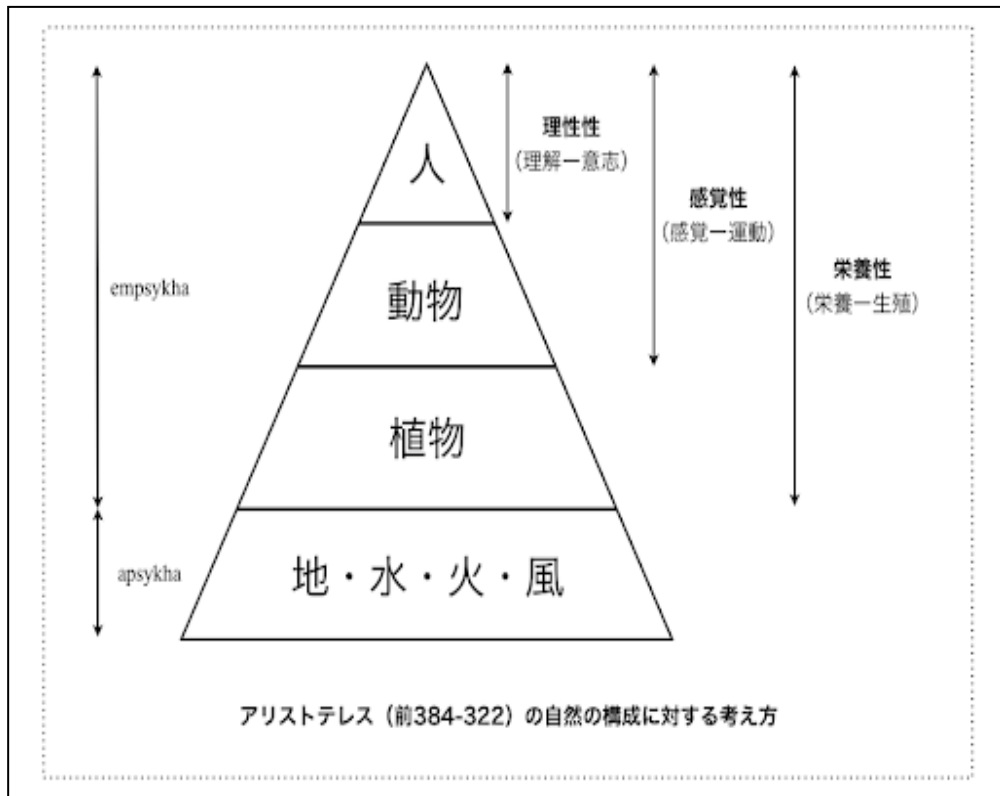 人
動物
植物
地・水・火・風
empsykha
apsykha
理性性
（理解ー意志）
感覚性
（感覚ー運動）
栄養性
（栄養ー生殖）
アリストテレス（前384-322）の自然の構成に対する考え方